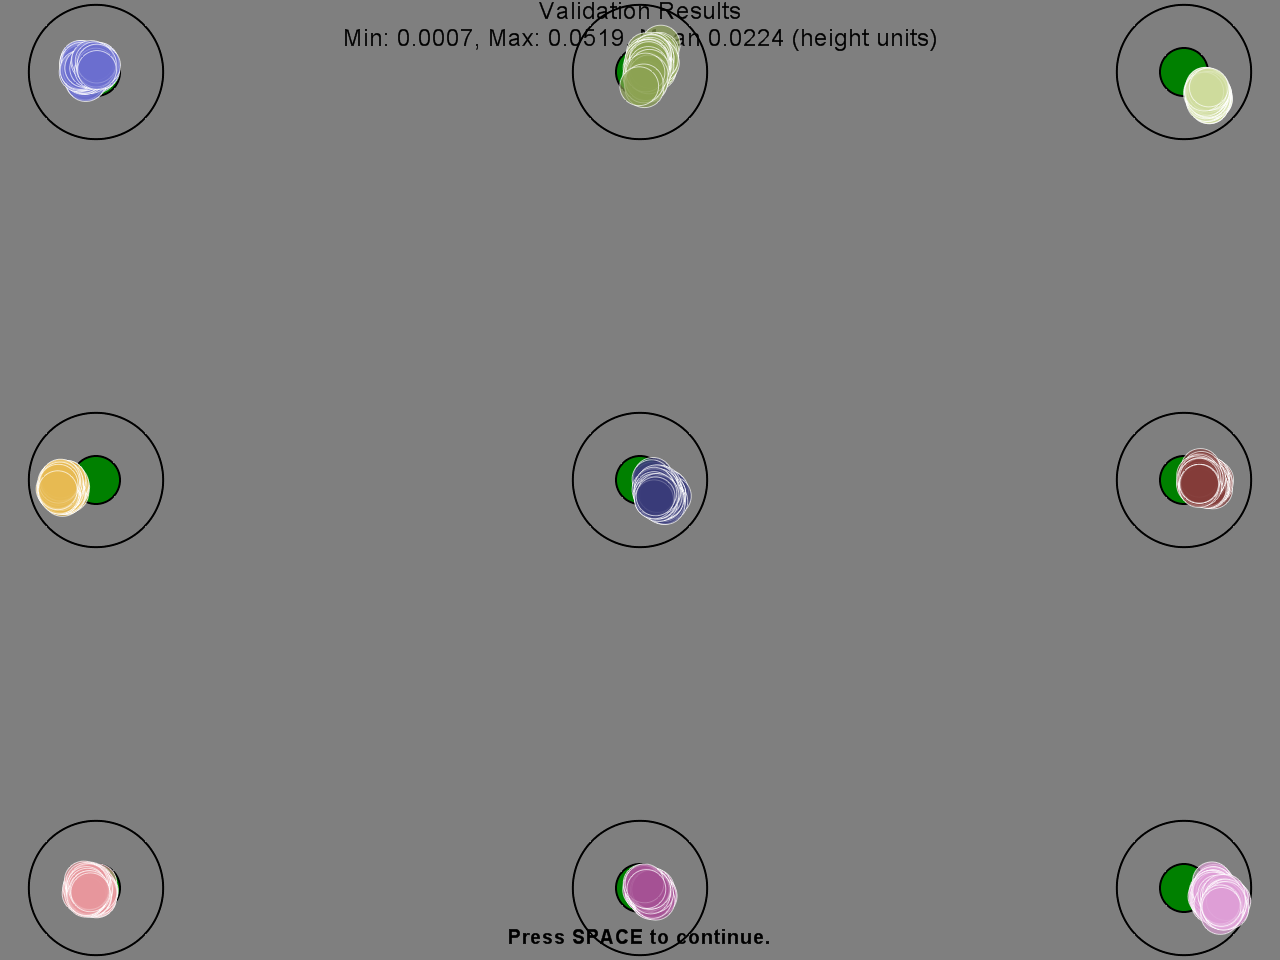 Validation Results
Min: 0.0007, Max: 0.0519, Mean 0.0224 (height units)
Press SPACE to continue.